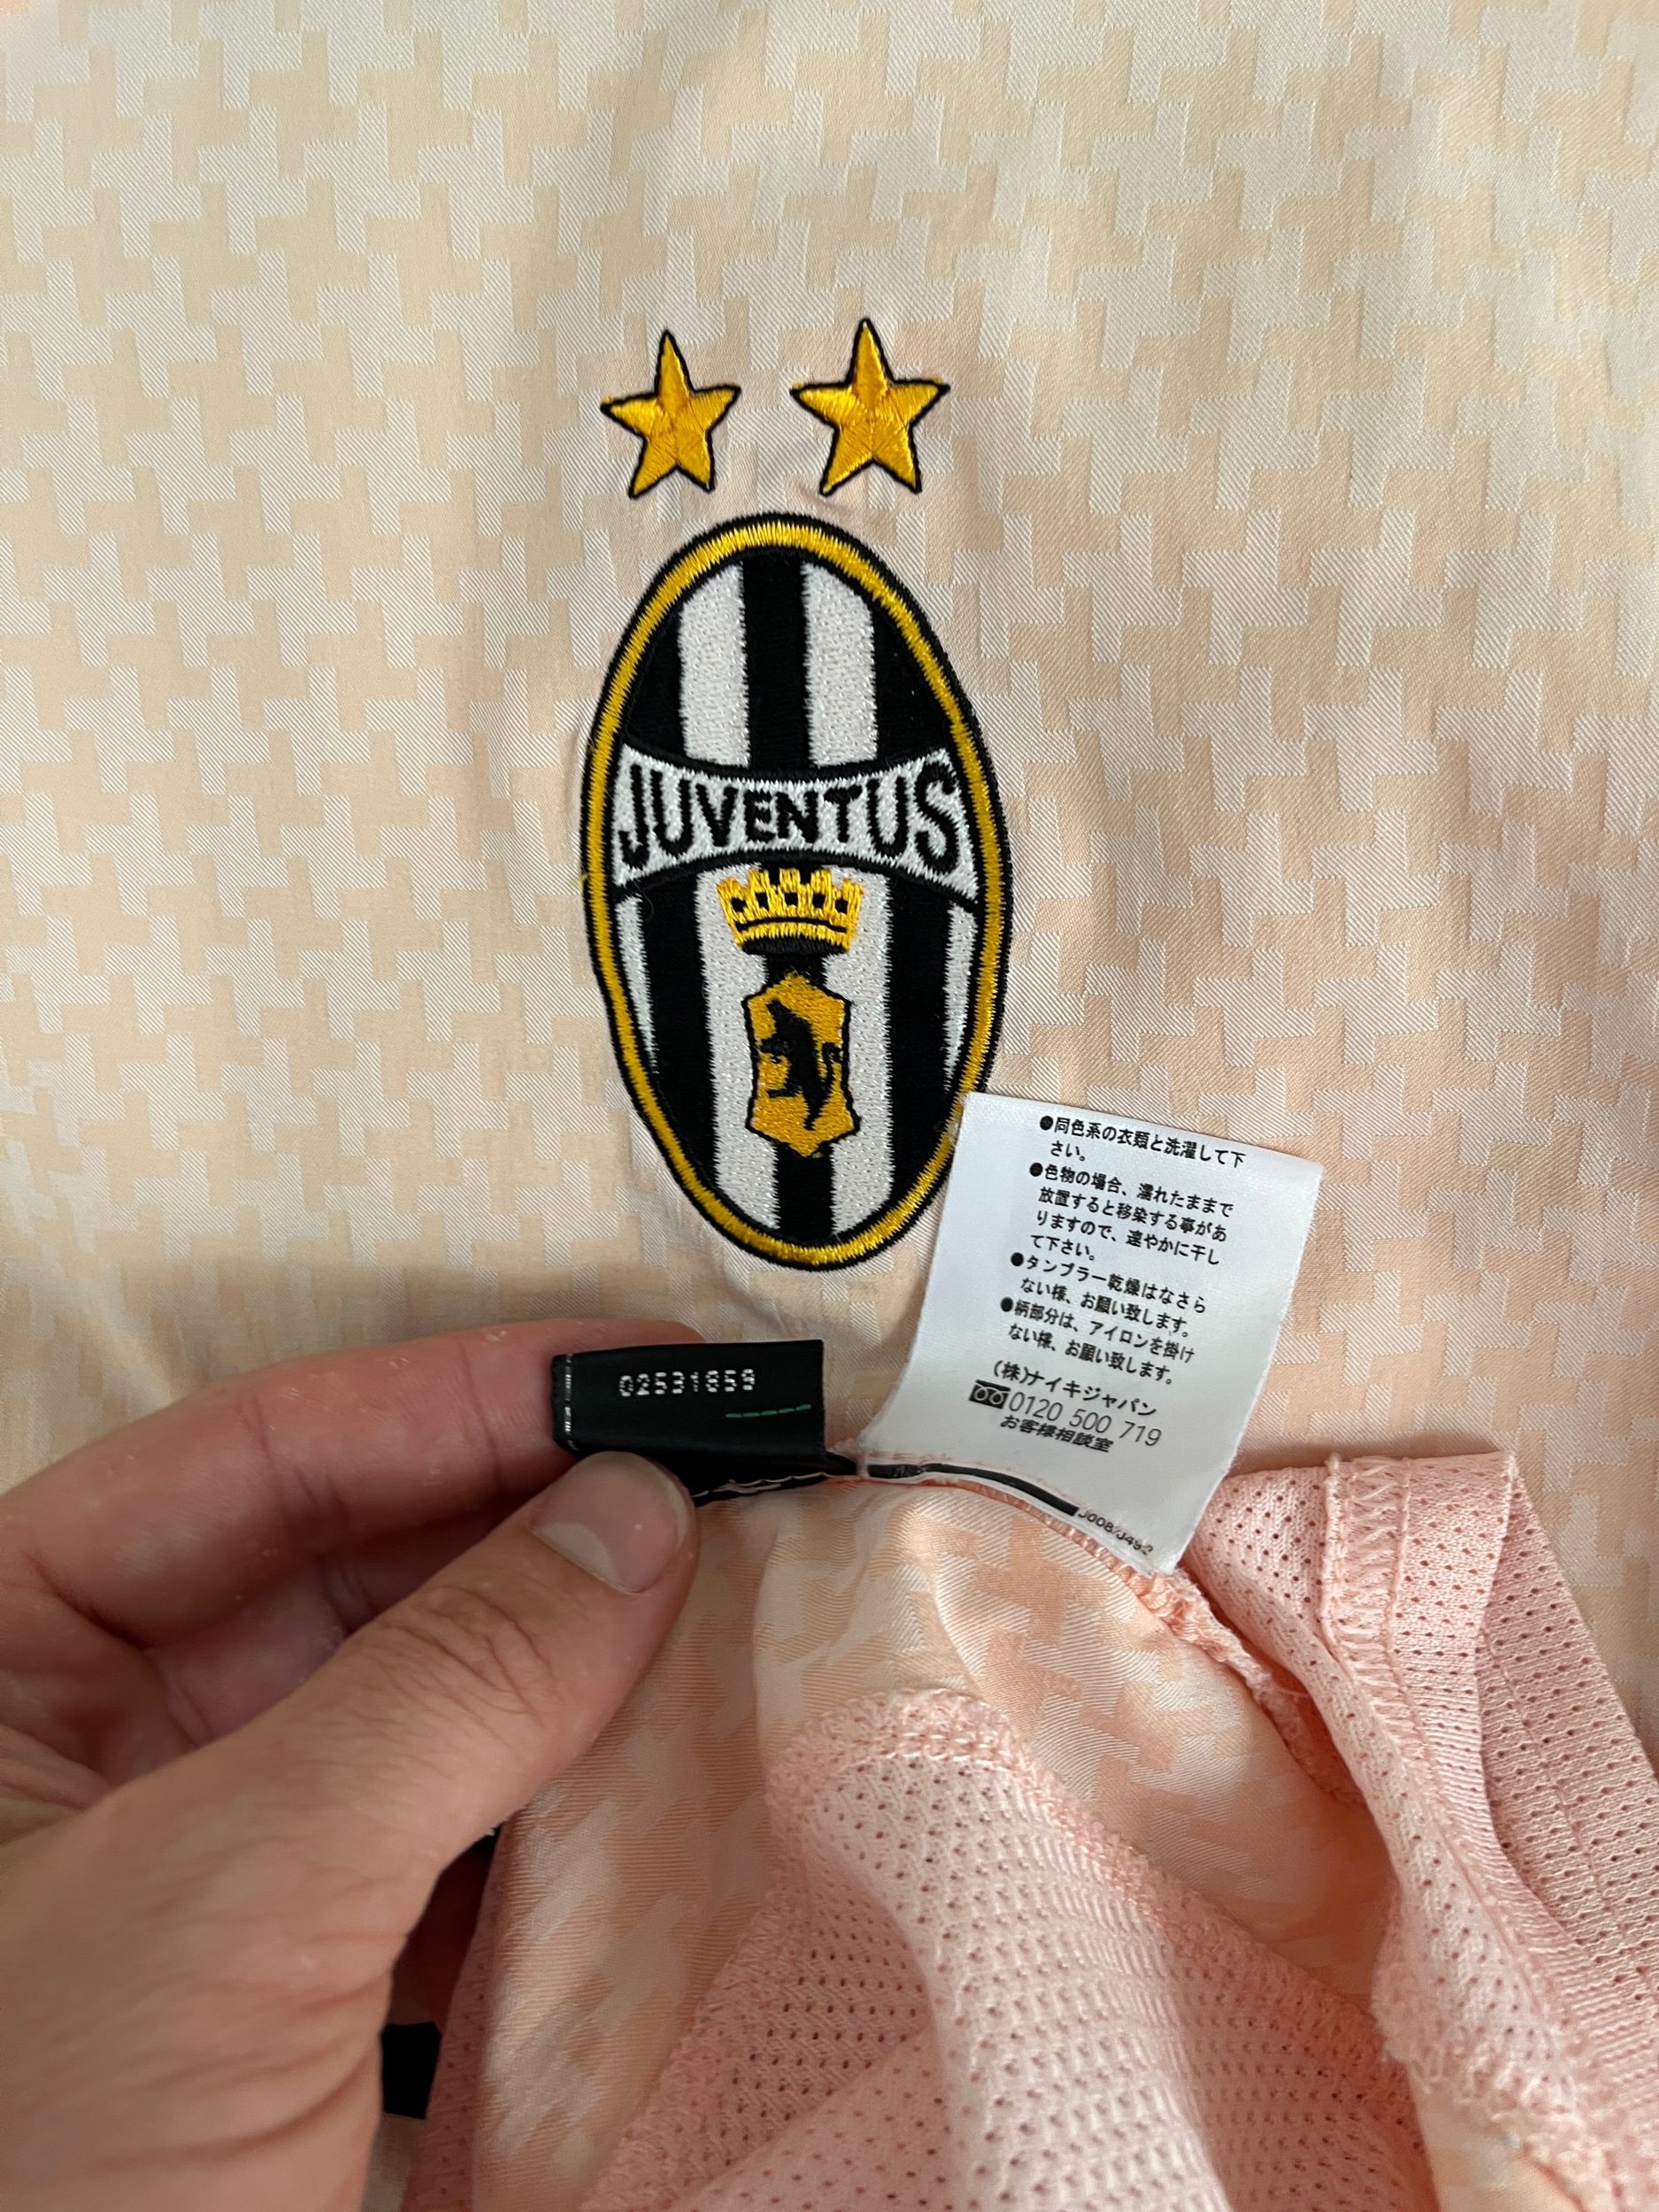 JUVENTUS
●同色系の衣類と洗濯して下
さい。
●色物の場合、濡れたままで
放置すると移染する事があ
りますので、速やかに干し
て下さい。
●タンブラー乾燥はなさら
ない様、お願い致します。
●柄部分は、アイロンを掛け
ない様、お願い致します。
(株)ナイキジャパン
0120 500 719
お客様相談室
02531859